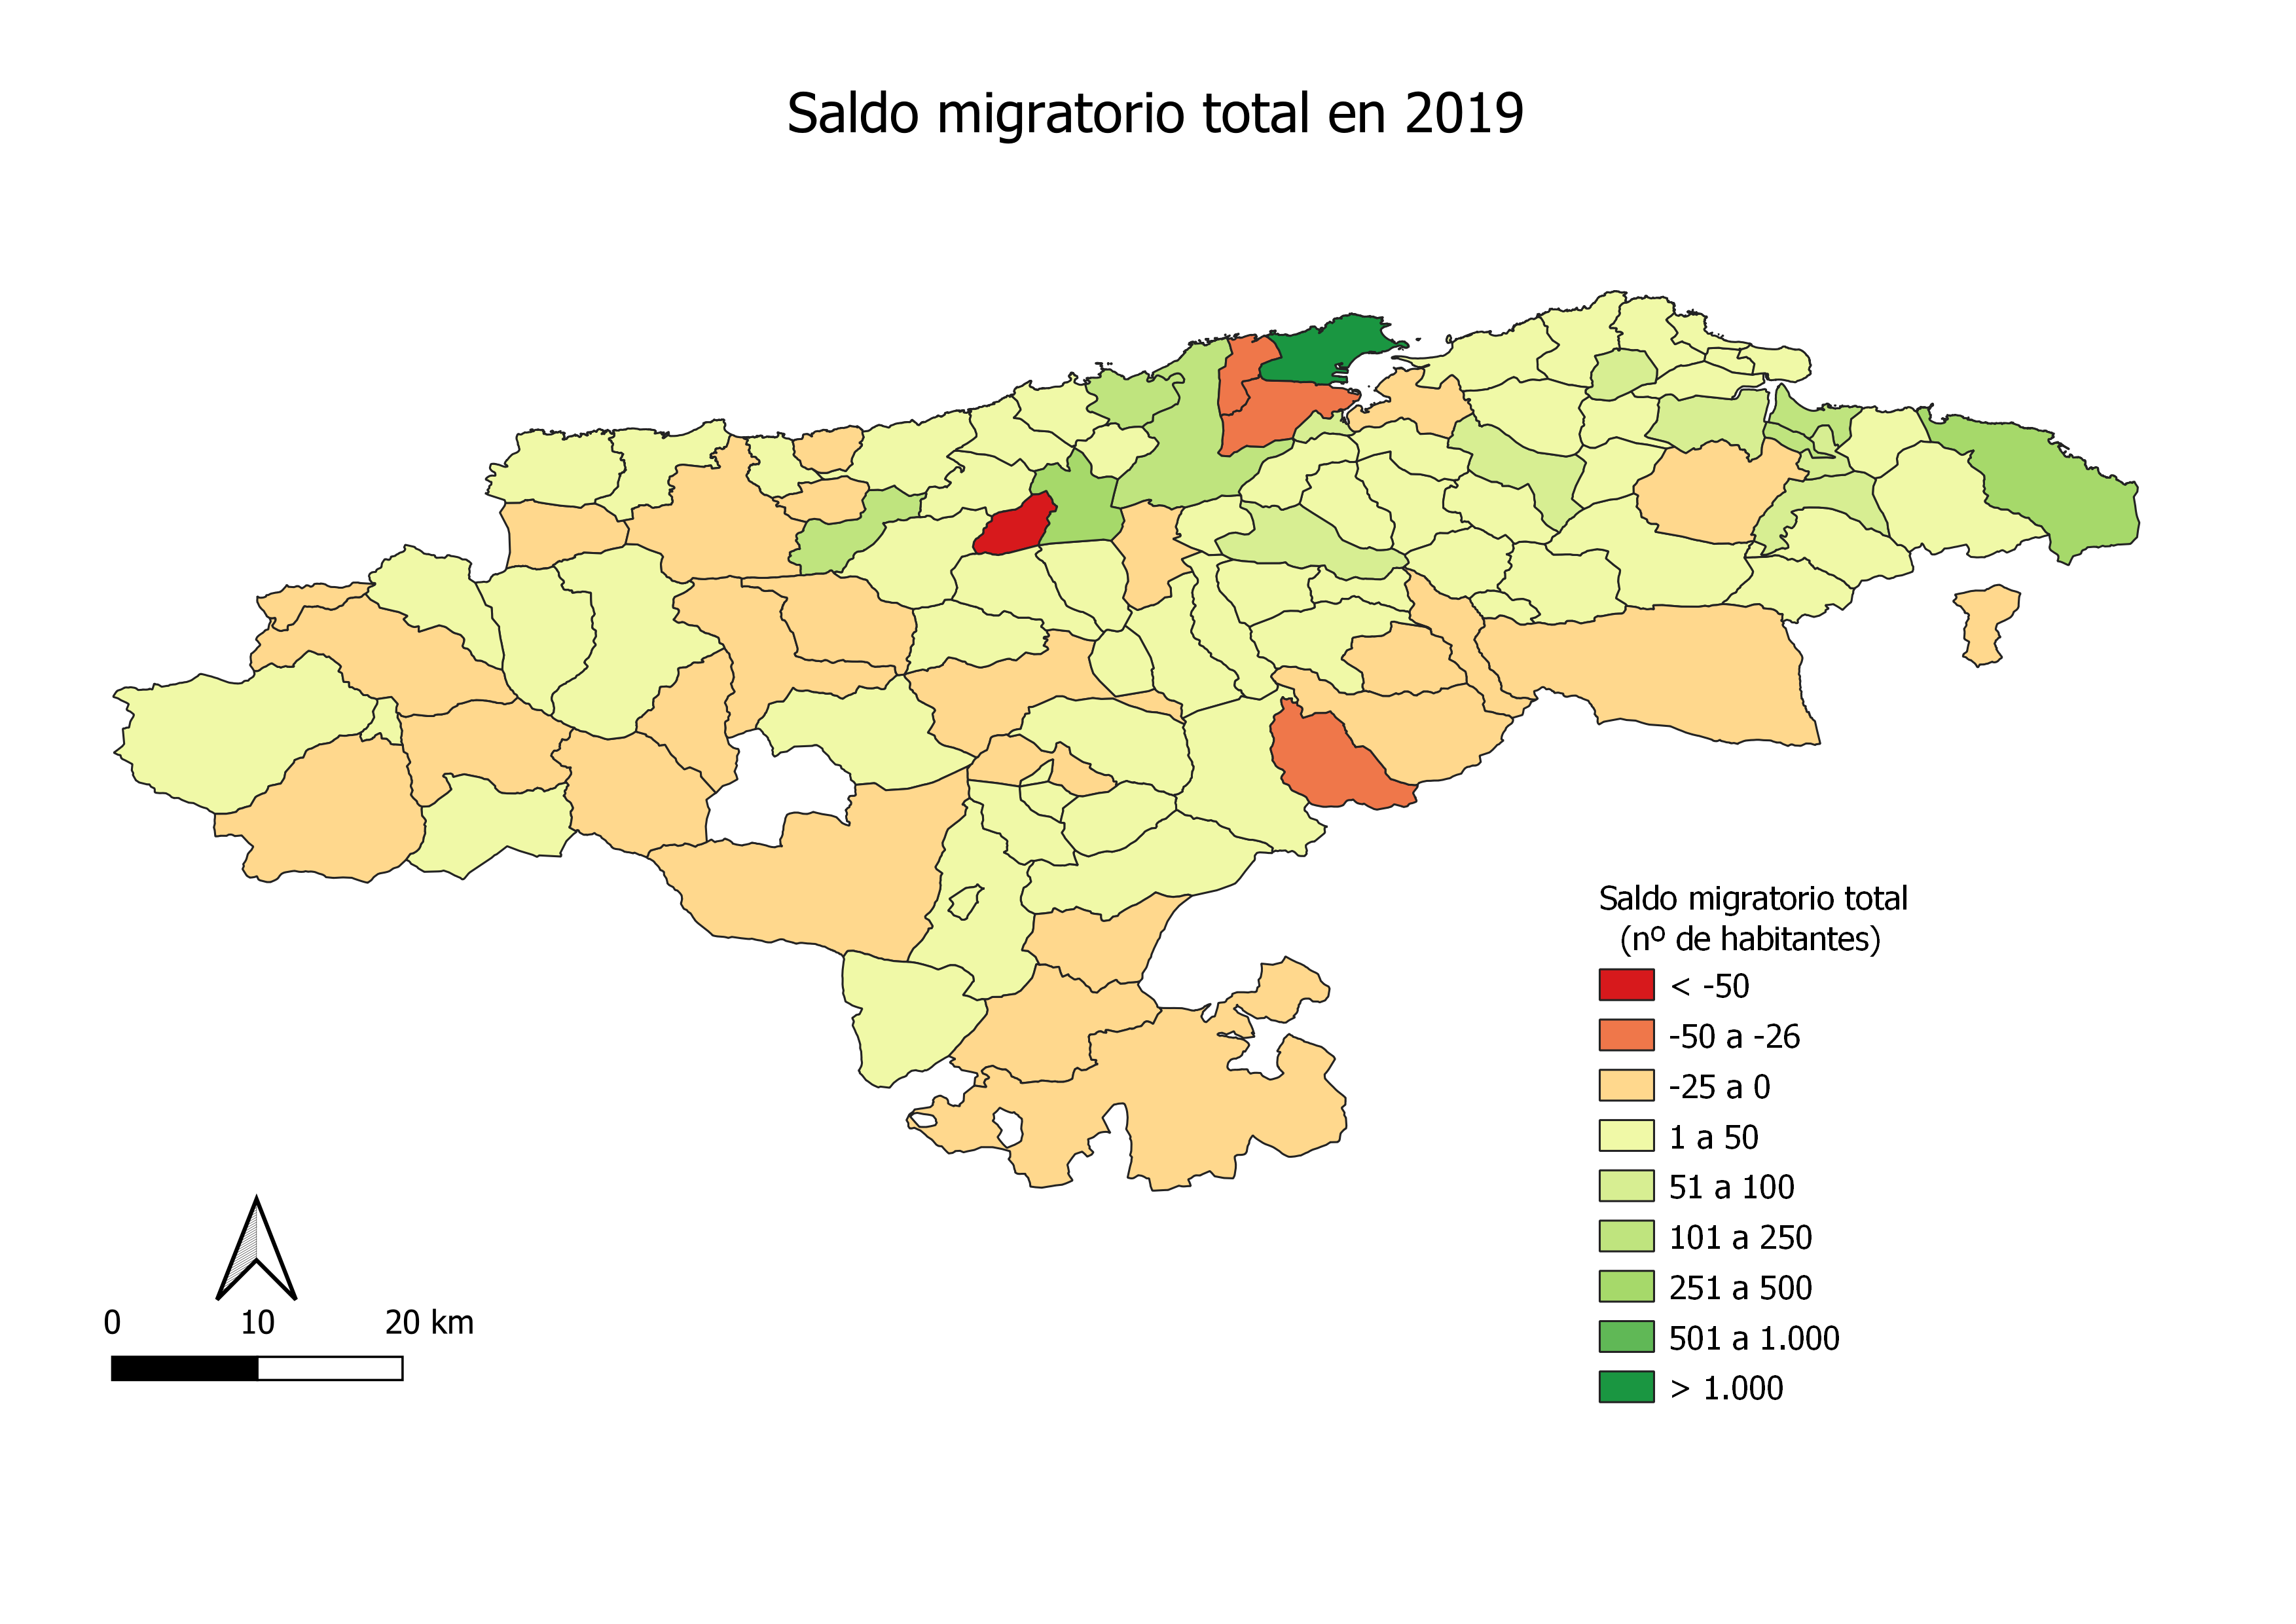 Saldo migratorio total en 2019
Saldo migratorio total
(nº de habitantes)
< -50
-50 a -26
-25 a 0
1 a 50
51 a 100
101 a 250
251 a 500
501 a 1.000
> 1.000
0 10 20 km